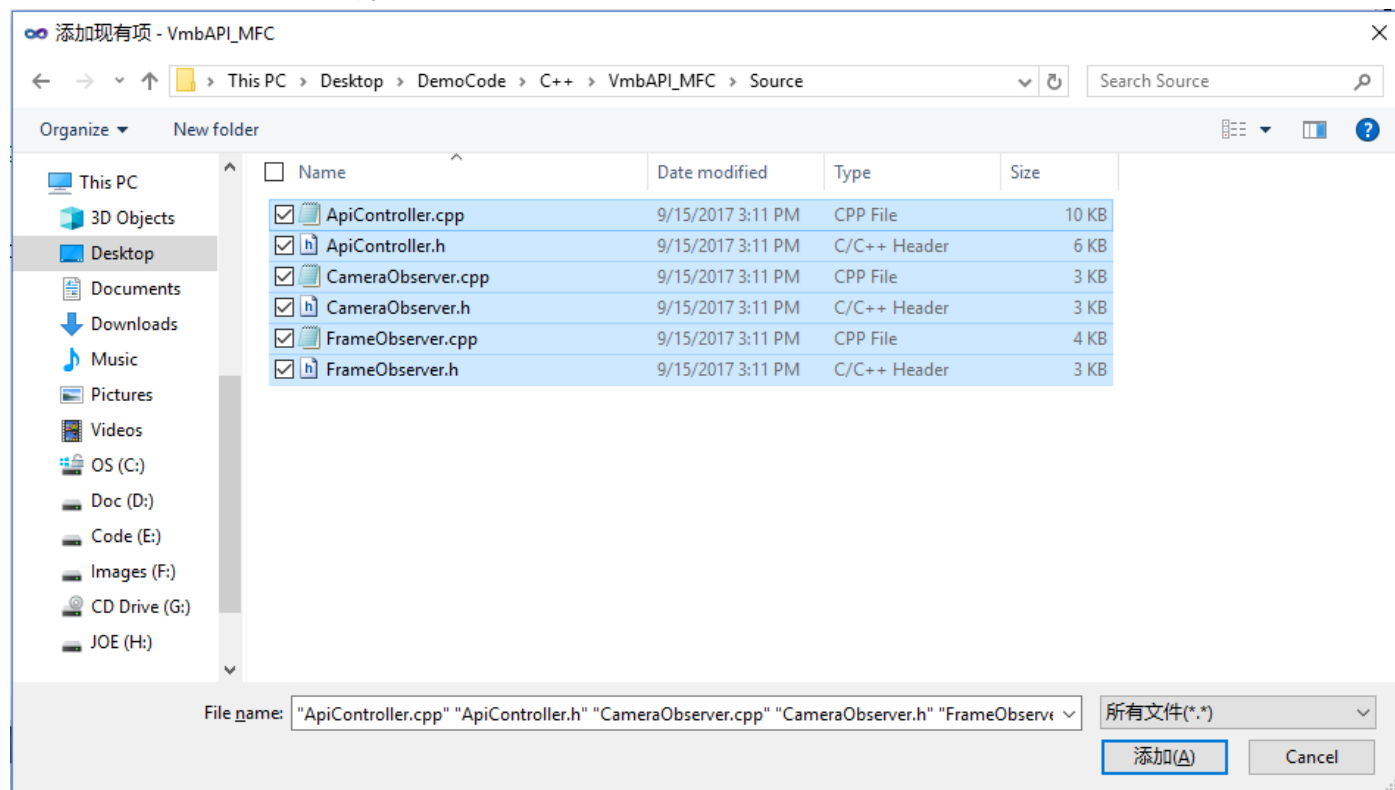 添加现有项 - VmbAPI_MFC
This PC > Desktop > DemoCode > C++ > VmbAPI_MFC > Source
Search Source
Organize New folder
Name Date modified Type Size
This PC
3D Objects
Desktop
Documents
Downloads
Music
Pictures
Videos
OS (C:)
Doc (D:)
Code (E:)
Images (F:)
CD Drive (G:)
JOE (H:)
ApiController.cpp 9/15/2017 3:11 PM CPP File 10 KB
ApiController.h 9/15/2017 3:11 PM C/C++ Header 6 KB
CameraObserver.cpp 9/15/2017 3:11 PM CPP File 3 KB
CameraObserver.h 9/15/2017 3:11 PM C/C++ Header 3 KB
FrameObserver.cpp 9/15/2017 3:11 PM CPP File 4 KB
FrameObserver.h 9/15/2017 3:11 PM C/C++ Header 3 KB
File name: "ApiController.cpp" "ApiController.h" "CameraObserver.cpp" "CameraObserver.h" "FrameObserve
所有文件(*.*)
添加(A) Cancel